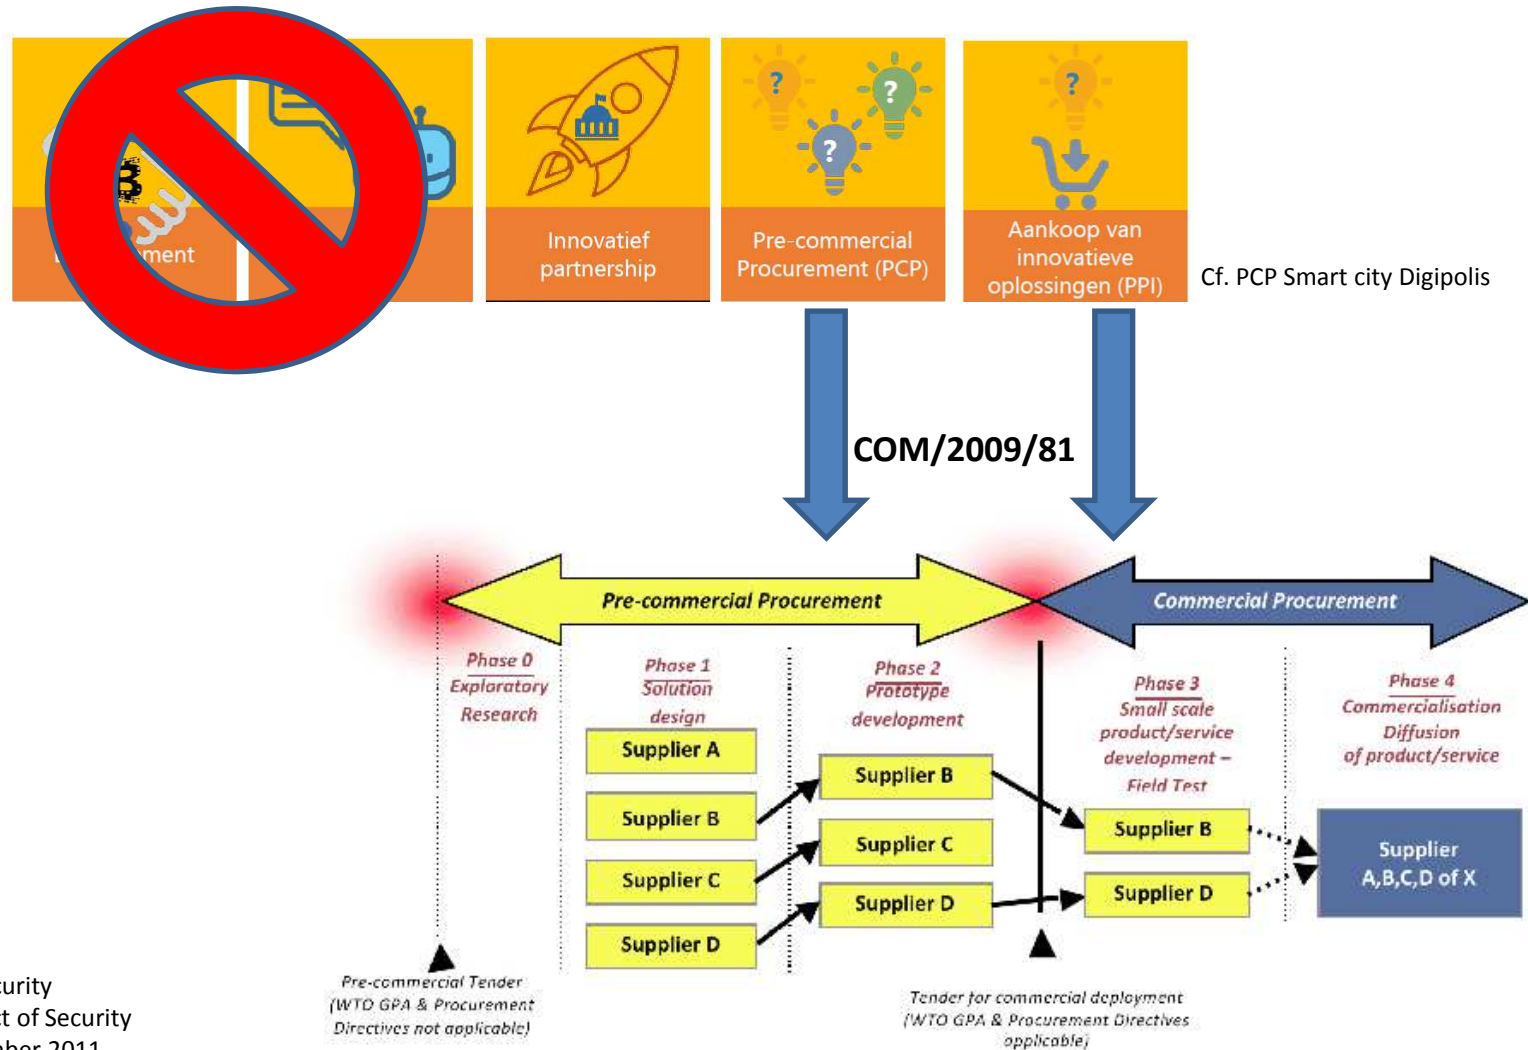 ment
Innovatief
partnership
Pre-commercial
Procurement (PCP)
Aankoop van
innovatieve
oplossingen (PPI)
?
?
?
?
Cf. PCP Smart city Digipolis
COM/2009/81
Pre-commercial Procurement
Commercial Procurement
Phase 0
Exploratory
Research
Phase 1
Solution
design
Phase 2
Prototype
development
Phase 3
Small scale
product/service
development –
Field Test
Phase 4
Commercialisation
Diffusion
of product/service
Supplier A
Supplier B
Supplier C
Supplier D
Supplier B
Supplier C
Supplier D
Supplier B
Supplier D
Supplier
A,B,C,D of X
Pre-commercial Tender
(WTO GPA & Procurement
Directives not applicable)
Tender for commercial deployment
(WTO GPA & Procurement Directives
applicable)
curity
ct of Security
mber 2011